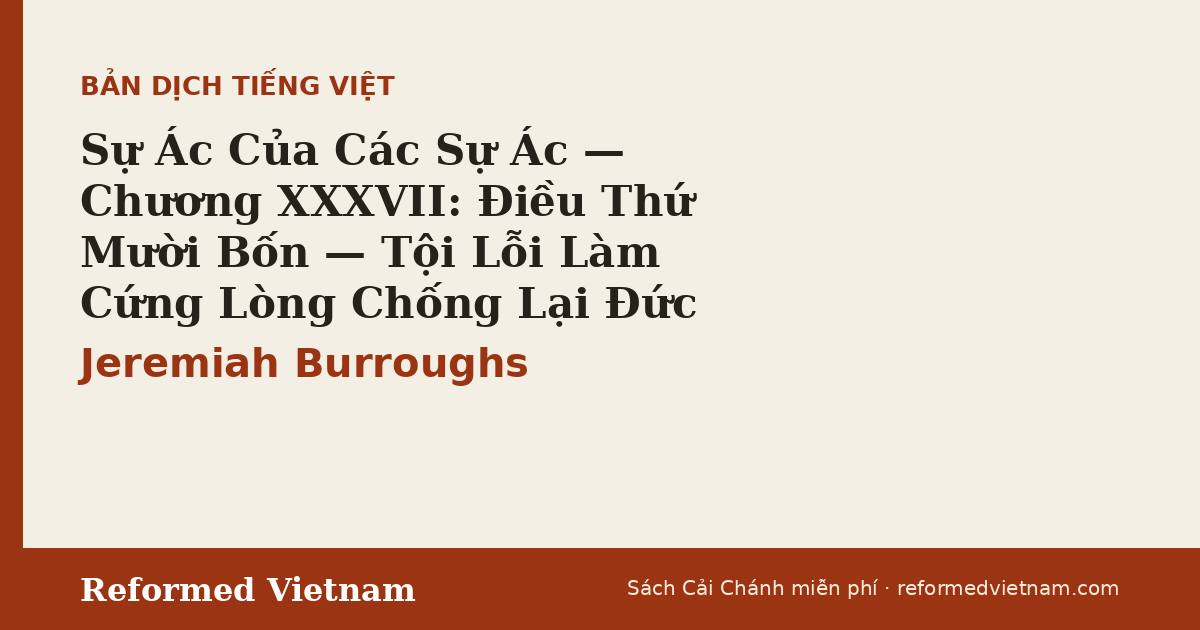 BẢN DỊCH TIẾNG VIỆT
Sự Ác Của Các Sự Ác —
Chương XXXVII: Điều Thứ
Mười Bốn — Tội Lỗi Làm
Cứng Lòng Chống Lại Đức
Jeremiah Burroughs
Reformed Vietnam
Sách Cải Chánh miễn phí · reformedvietnam.com